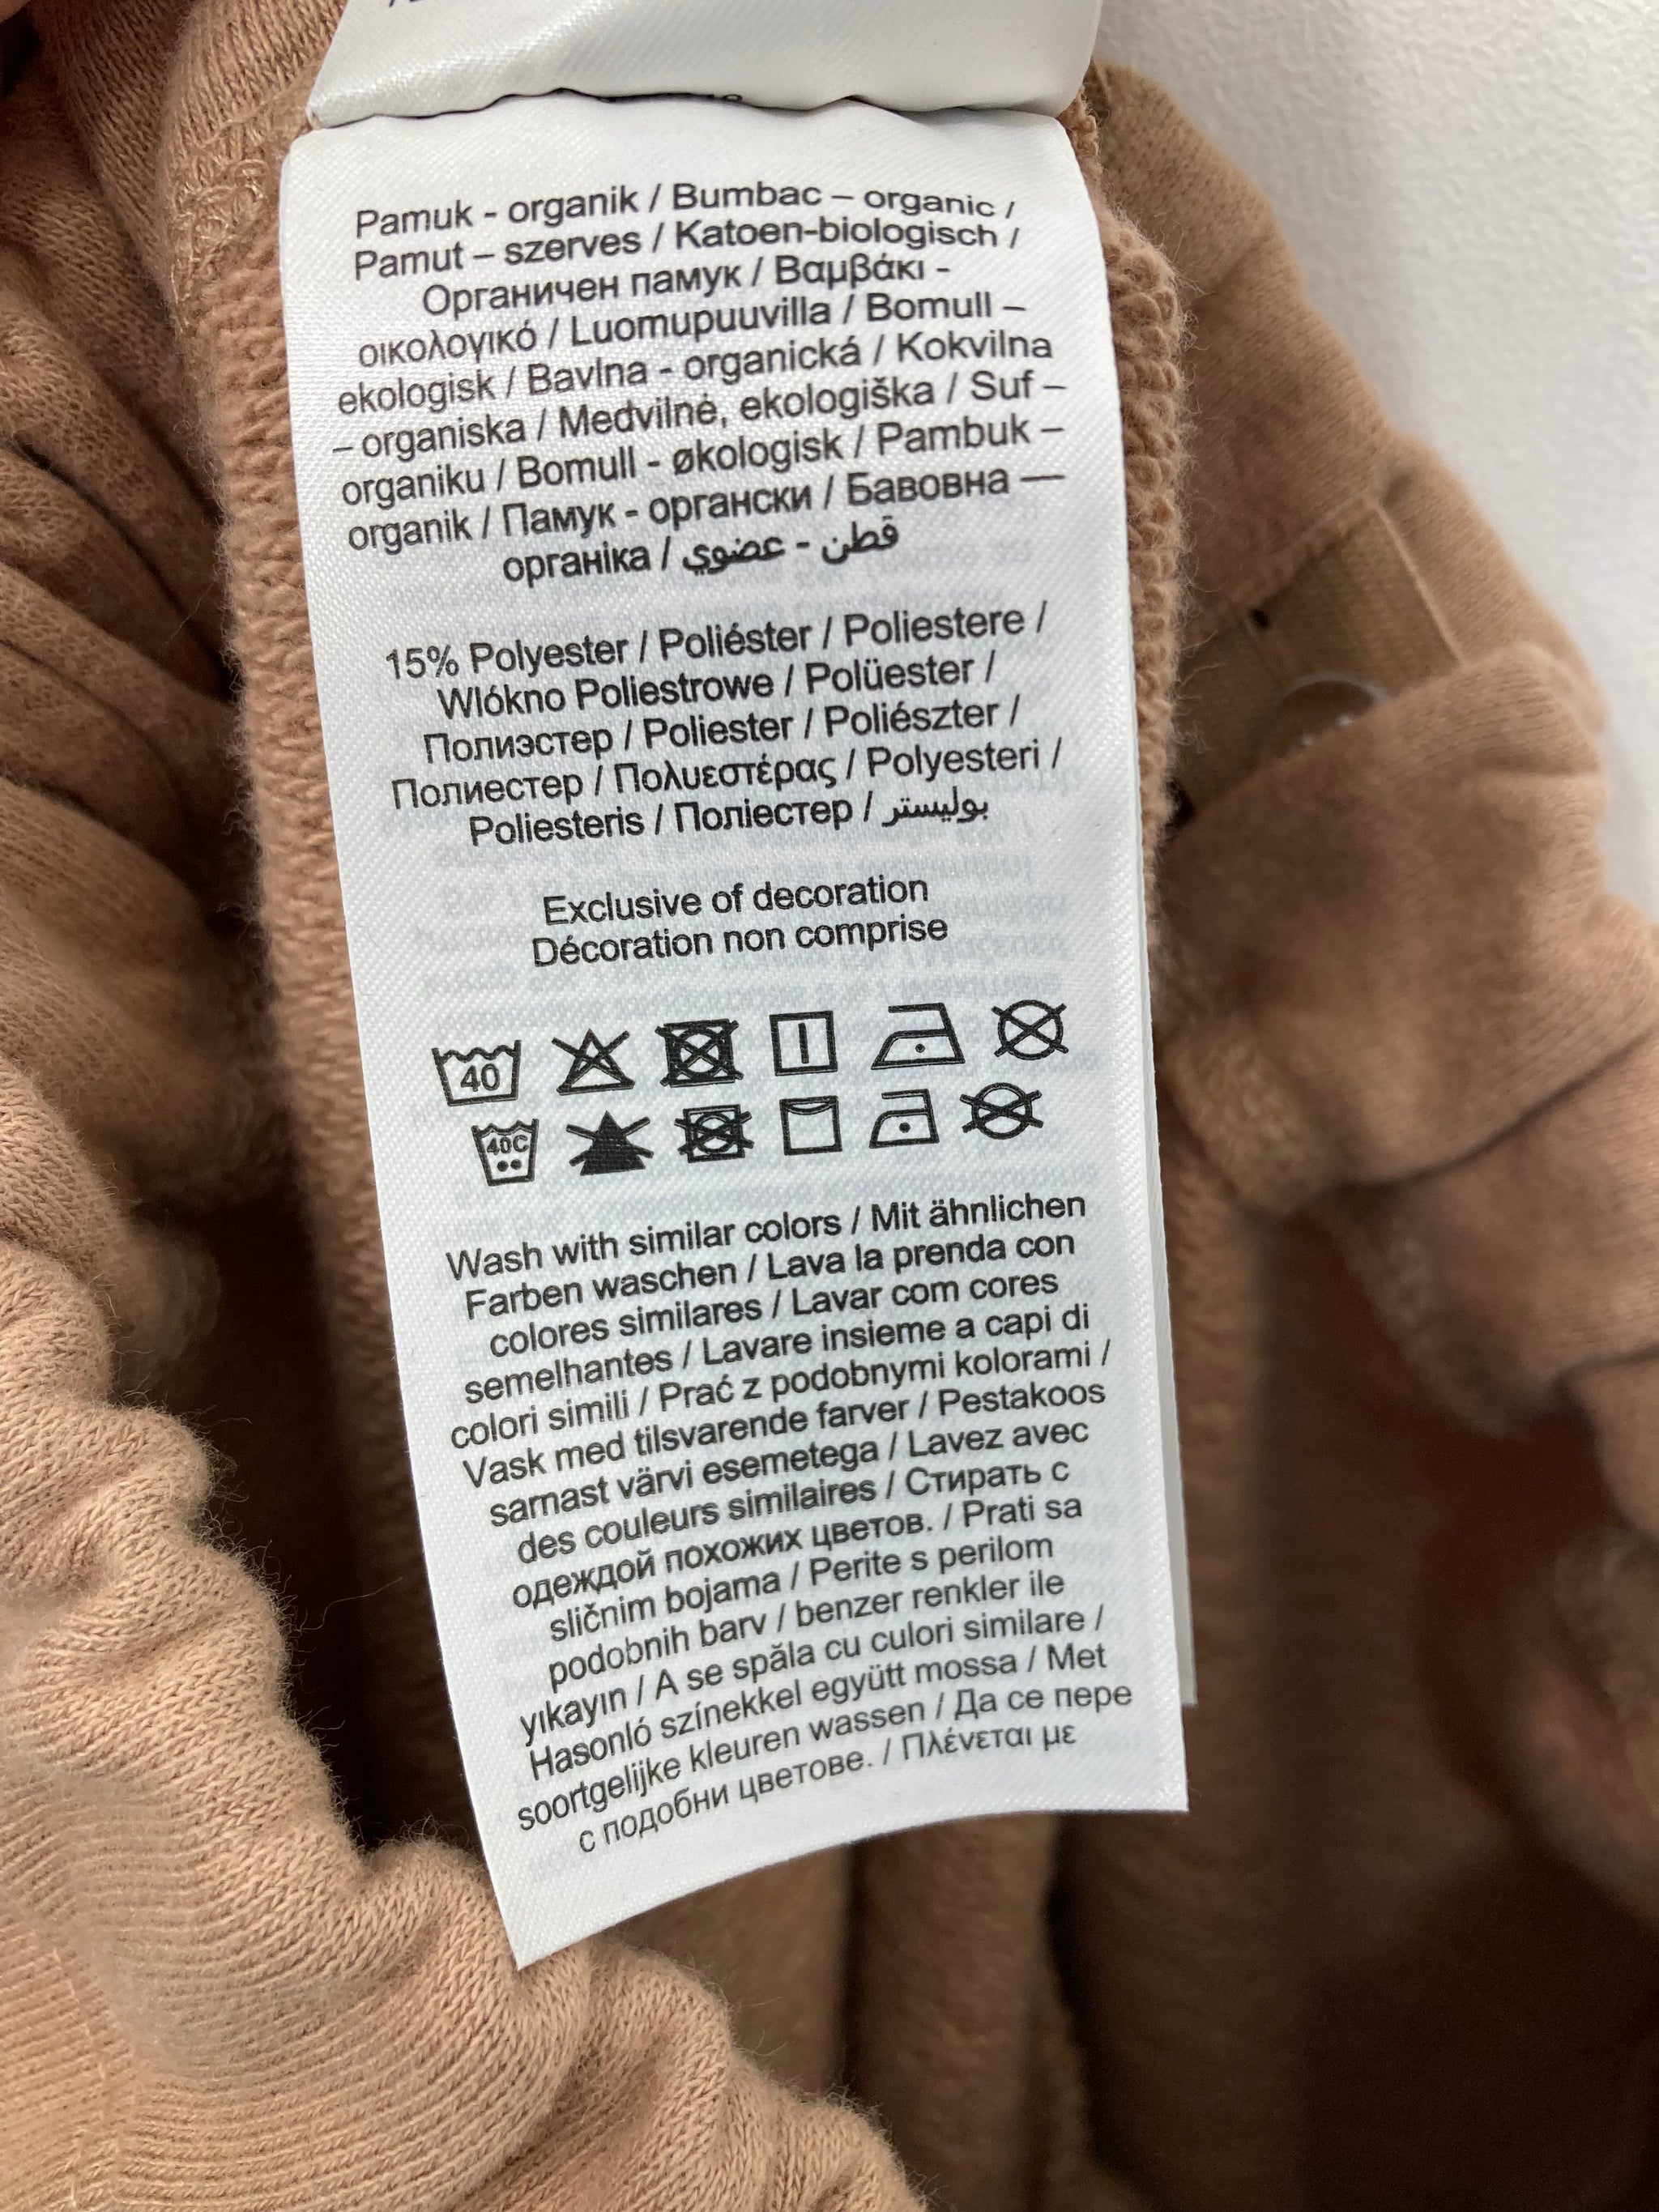 Pamuk - organik / Bumbac – organic /
Pamut – szerves / Katoen-biologisch /
Органичен памук / Βαμβάκι -
οικολογικό / Luomupuuvilla / Bomull –
ekologisk / Bavlna - organická / Kokvilna
– organiska / Medvilnė, ekologiška / Suf –
organiku / Bomull - økologisk / Pambuk –
organik / Памук - органски / Бавовна —
органіка / قطن - عضوي
15% Polyester / Poliéster / Poliestere /
Wlókno Poliestrowe / Polüester /
Полиэстер / Poliester / Poliészter /
Полиестер / Πολυεστέρας / Polyesteri /
Poliesteris / Поліестер / بوليستر
Exclusive of decoration
Décoration non comprise
40
40C
Wash with similar colors / Mit ähnlichen
Farben waschen / Lava la prenda con
colores similares / Lavar com cores
semelhantes / Lavare insieme a capi di
colori simili / Prać z podobnymi kolorami /
Vask med tilsvarende farver / Pestakoos
sarnast värvi esemetega / Lavez avec
des couleurs similaires / Стирать с
одеждой похожих цветов. / Prati sa
sličnim bojama / Perite s perilom
podobnih barv / benzer renkler ile
yıkayın / A se spăla cu culori similare /
Hasonló színekkel együtt mossa / Met
soortgelijke kleuren wassen / Да се пере
с подобни цветове. / Πλένεται με